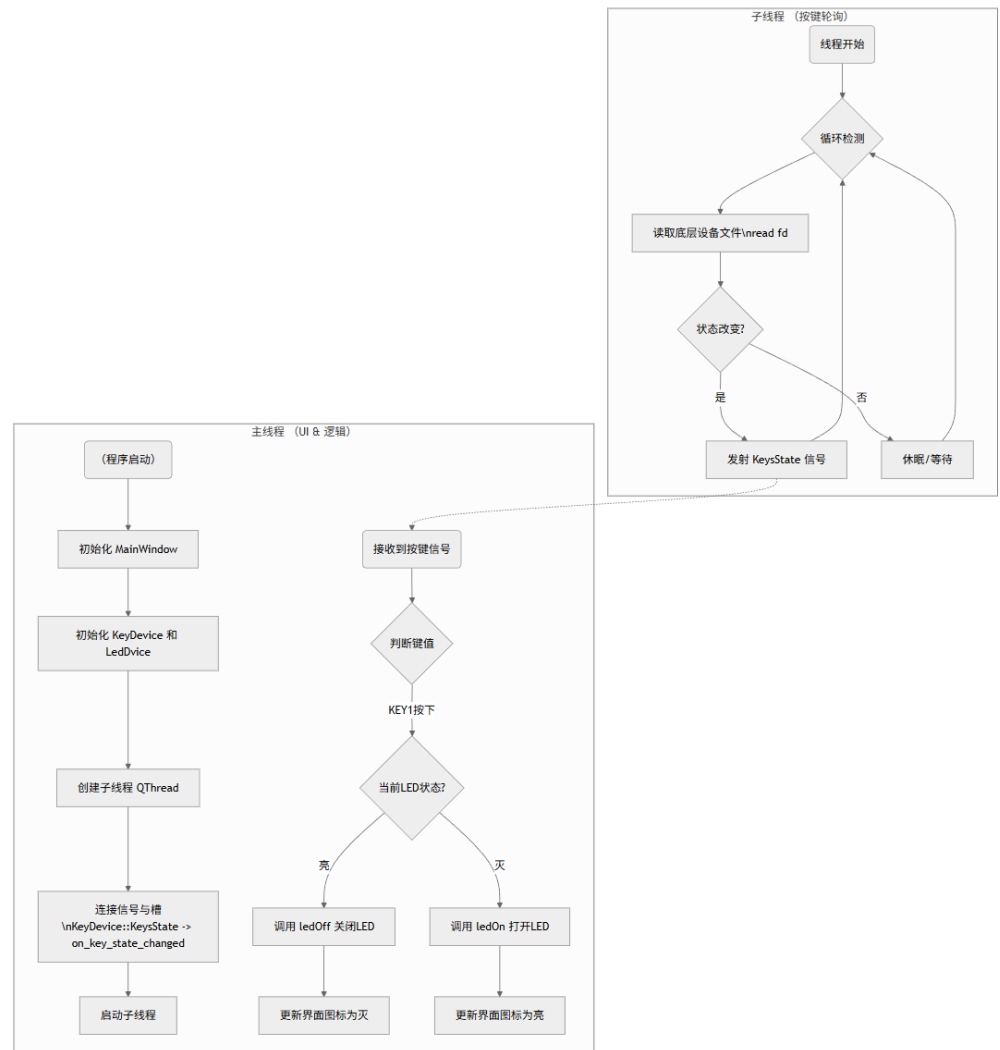 子线程 （按键轮询）
线程开始
循环检测
读取底层设备文件\nread fd
状态改变?
是
否
发射 KeysState 信号
休眠/等待
主线程 （UI & 逻辑）
（程序启动）
初始化 MainWindow
初始化 KeyDevice 和
LedDvice
创建子线程 QThread
连接信号与槽
\nKeyDevice::KeysState ->
on_key_state_changed
启动子线程
接收到按键信号
判断键值
KEY1按下
当前LED状态?
亮
灭
调用 ledOff 关闭LED
调用 ledOn 打开LED
更新界面图标为灭
更新界面图标为亮